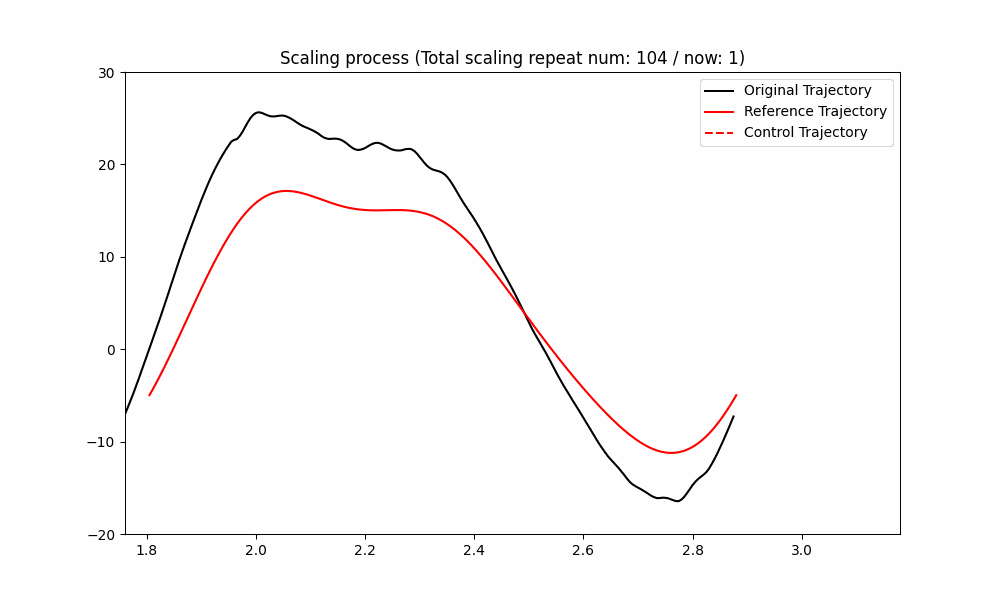 Scaling process (Total scaling repeat num: 104 / now: 1)
Original Trajectory
Reference Trajectory
Control Trajectory
30
20
10
0
−10
−20
1.8 2.0 2.2 2.4 2.6 2.8 3.0